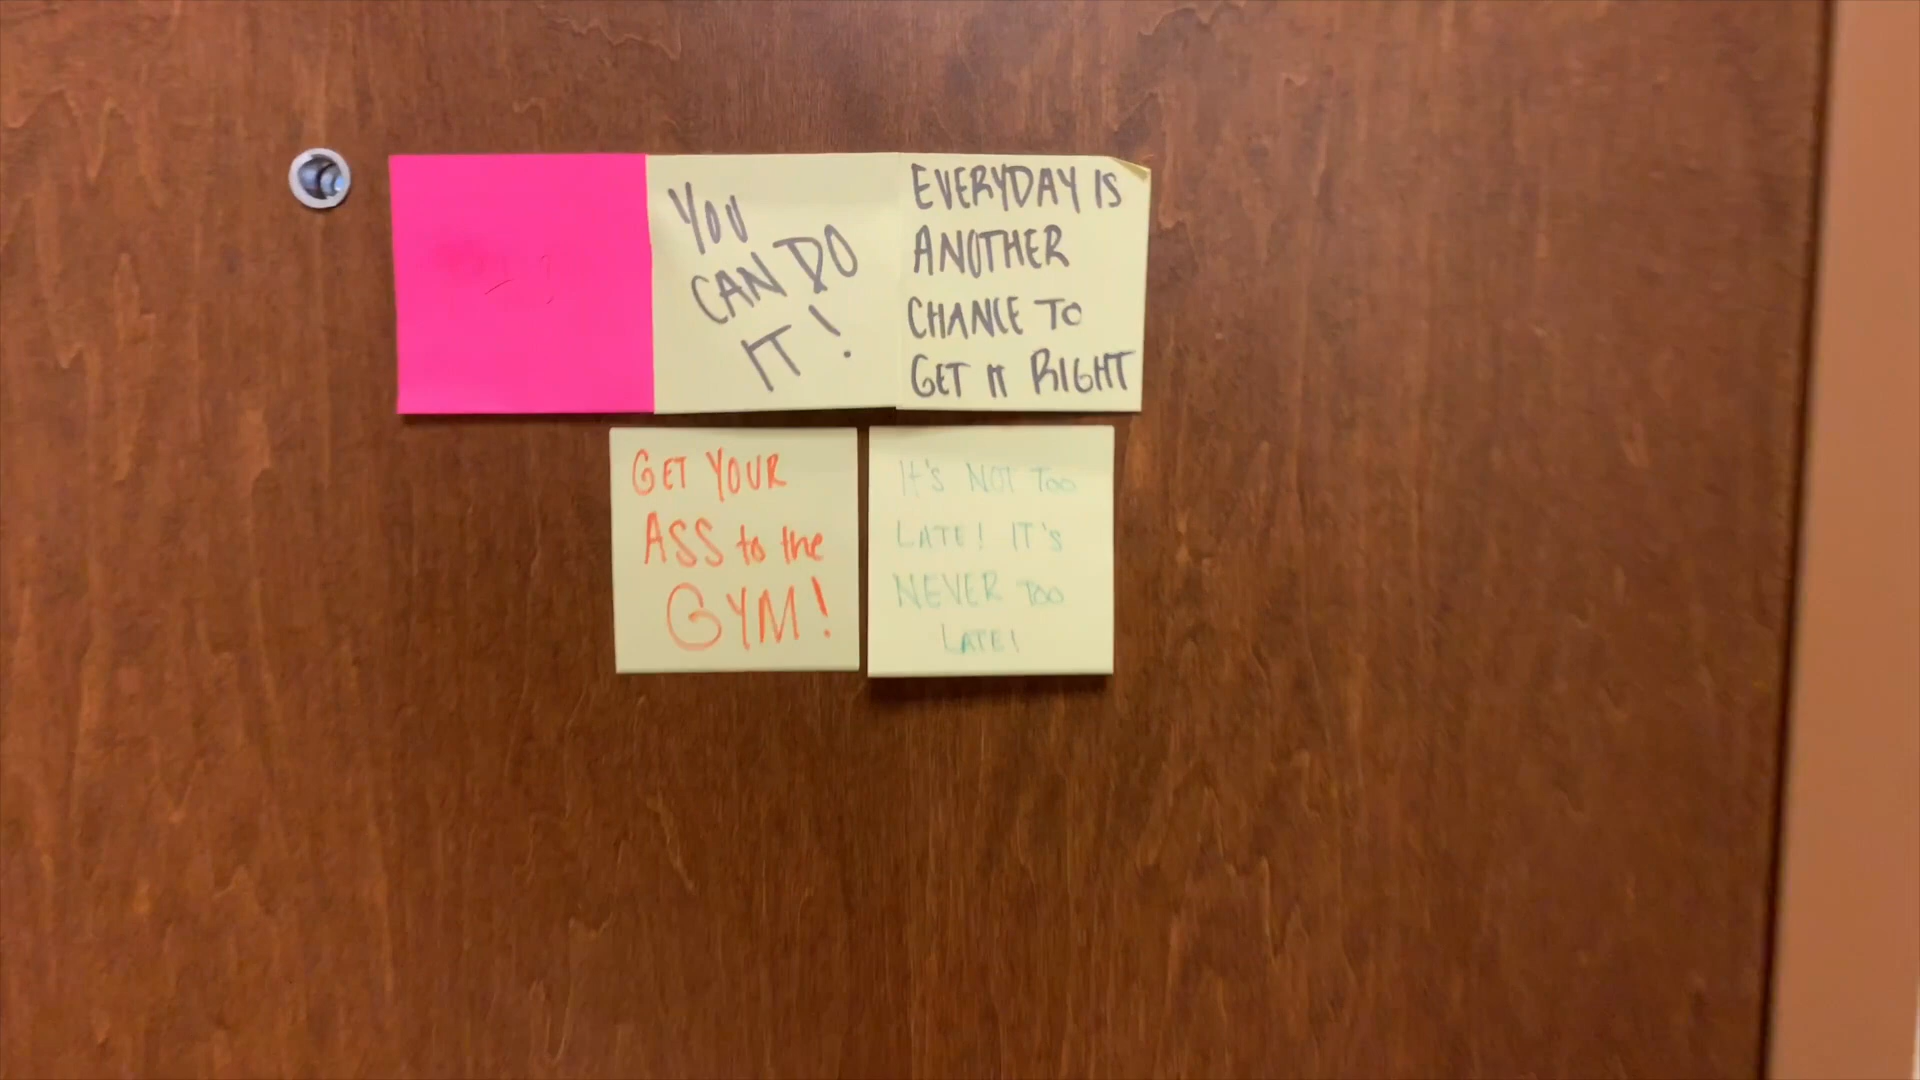 YOU
CAN DO
IT!
EVERYDAY IS
ANOTHER
CHANCE TO
GET IT RIGHT
GET YOUR
ASS to the
GYM!
It's NOT TOO
LATE! IT'S
NEVER TOO
LATE!